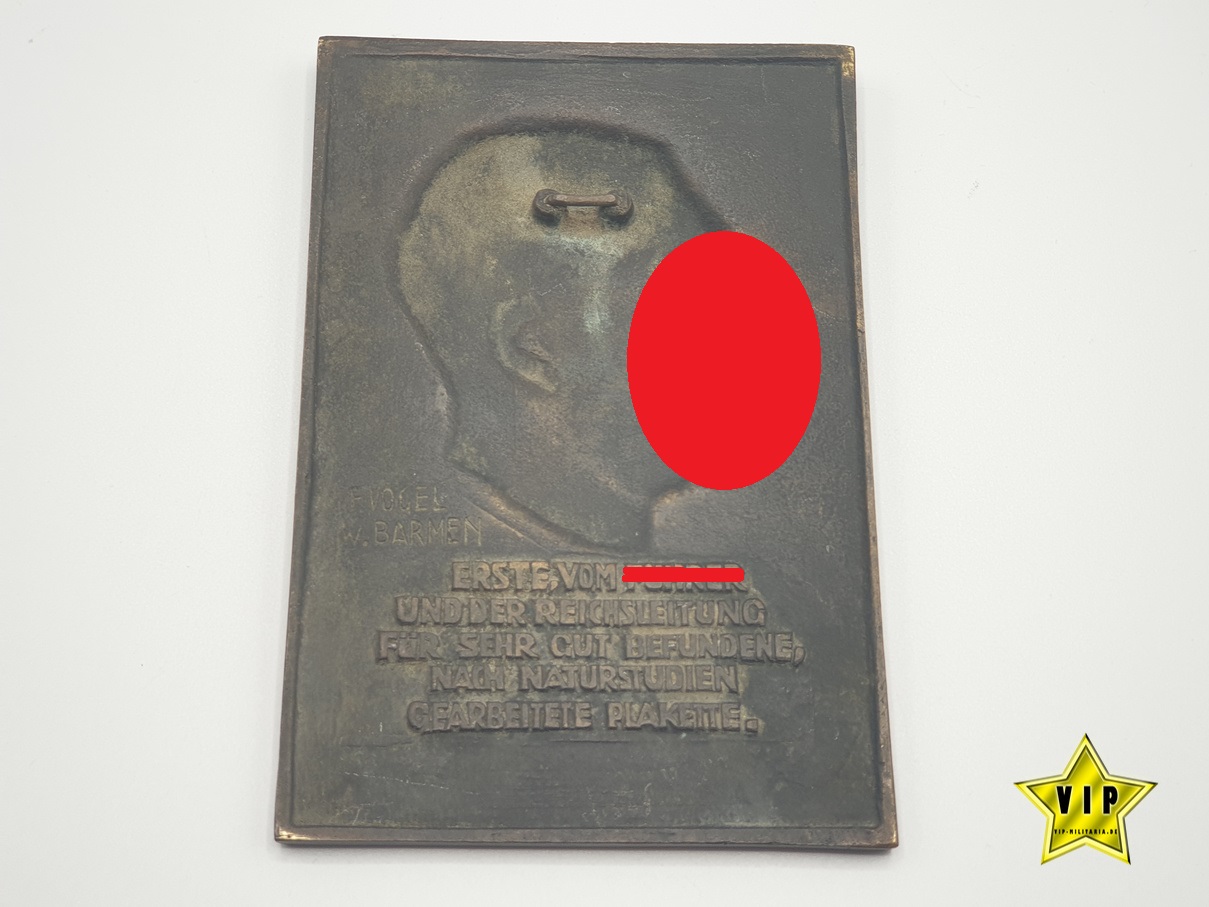 F. VOGEL
V. BARMEN
ERSTE, VOM FÜHRER
UND DER REICHSLEITUNG
FÜR SEHR GUT BEFUNDENE,
NACH NATURSTUDIEN
GEARBEITETE PLAKETTE.
VIP
VIP-MILITARIA.DE